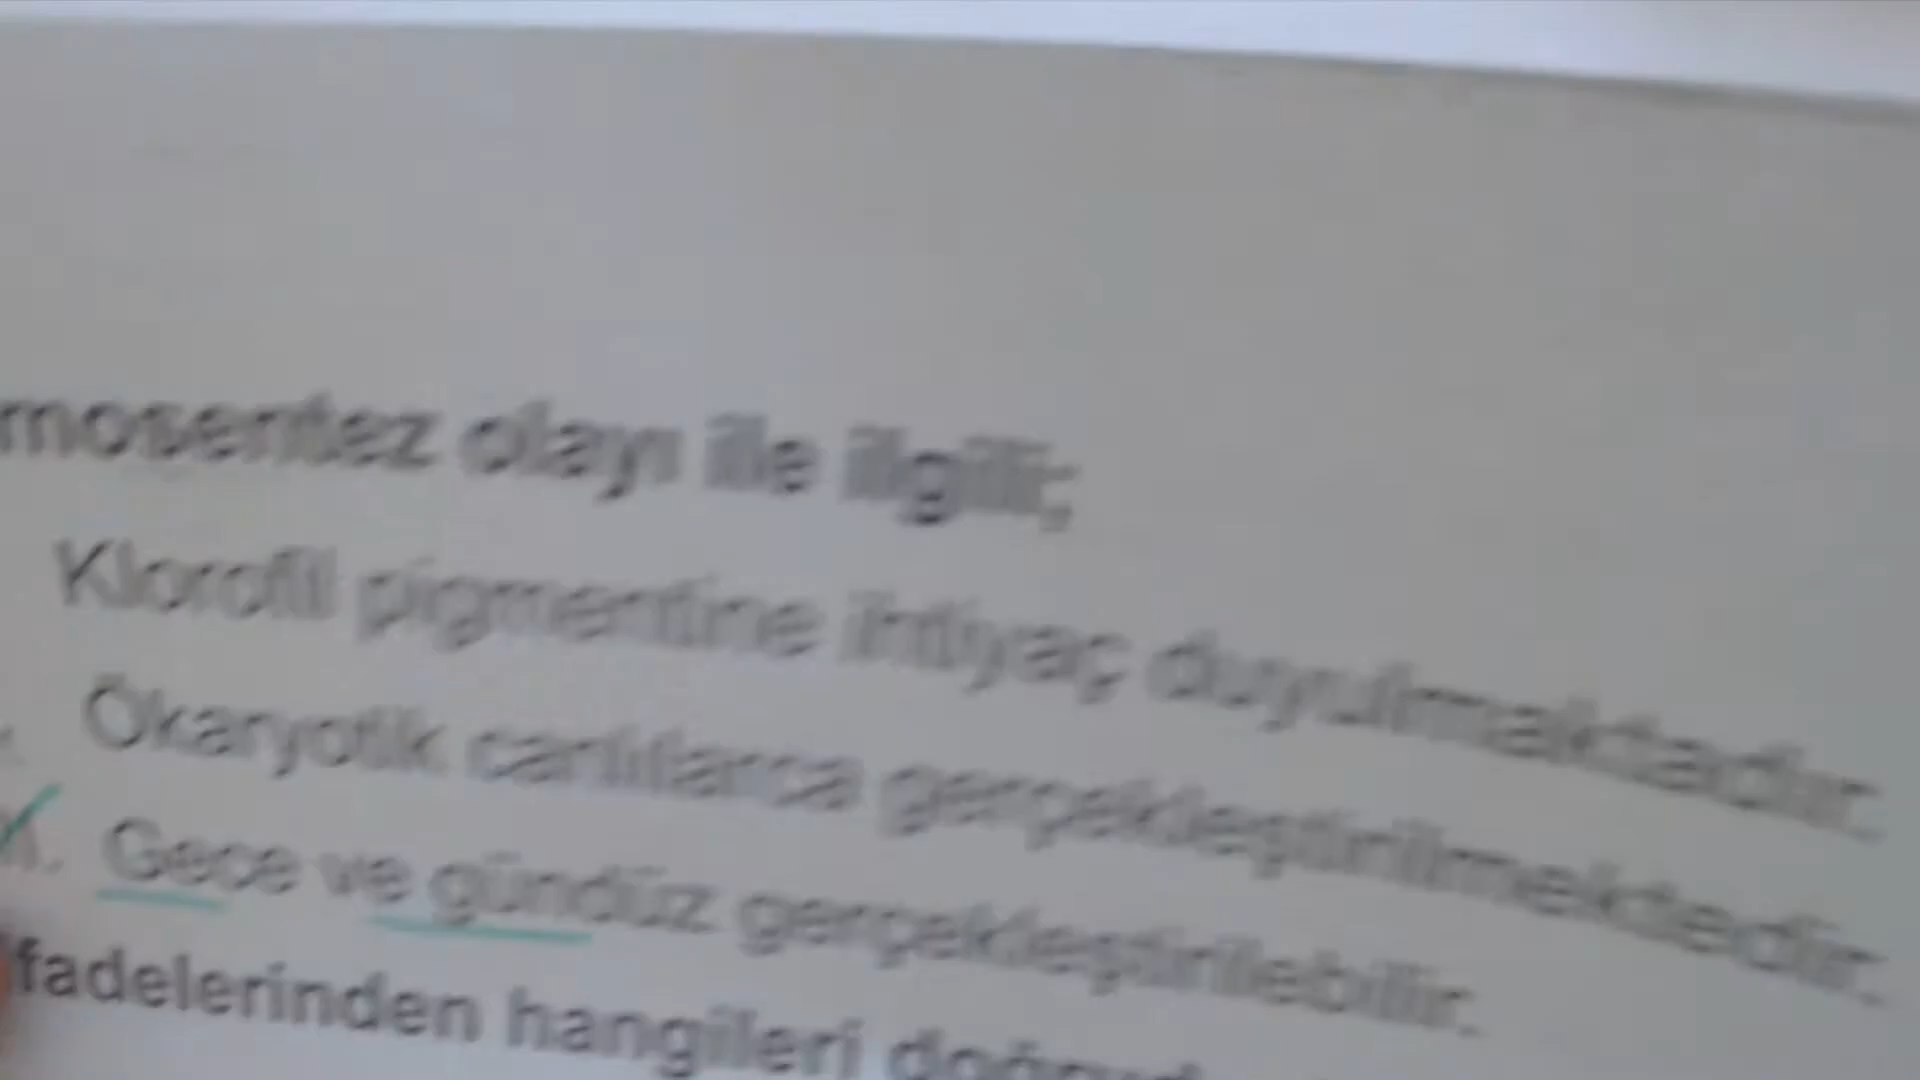 mosentez olayı ile ilgili;
Klorofil pigmentine ihtiyaç duyulmaktadır.
Ökaryotik canlılarca gerçekleştirilmektedir.
Gece ve gündüz gerçekleştirilebilir.
fadelerinden hangileri